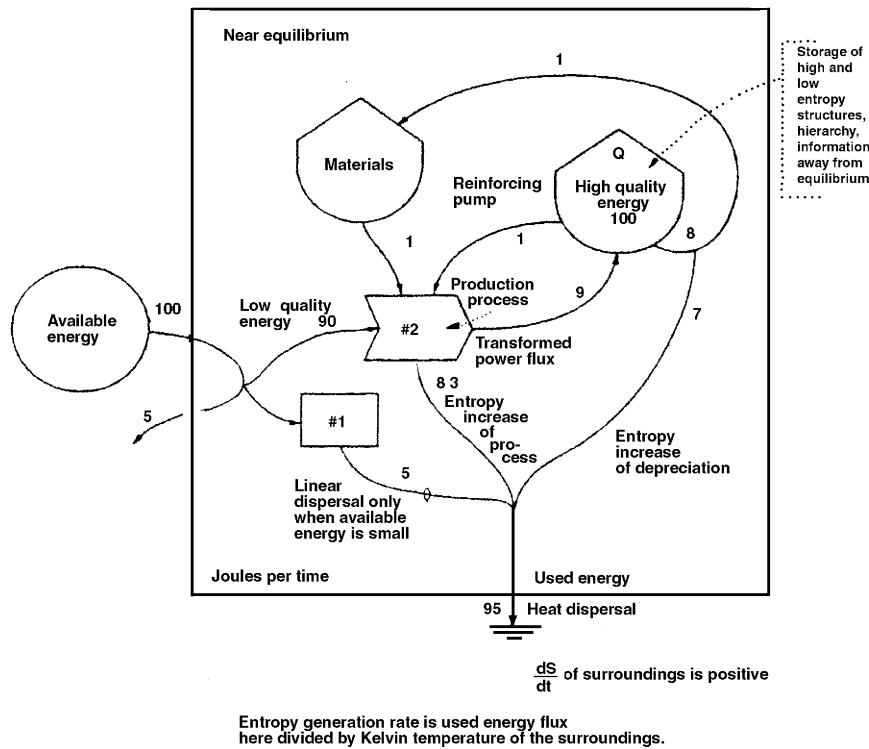 Near equilibrium
1
Storage of
high and
low
entropy
structures,
hierarchy,
information
away from
equilibrium
Materials
Q
High quality
energy
100
Reinforcing
pump
1
1
8
Available
energy
100
Low quality
energy
90
#2
Production
process
9
Transformed
power flux
7
5
#1
8 3
Entropy
increase
of
pro-
cess
Entropy
increase
of depreciation
5
Linear
dispersal only
when available
energy is small
Joules per time
Used energy
95
Heat dispersal
dS
dt
of surroundings is positive
Entropy generation rate is used energy flux
here divided by Kelvin temperature of the surroundings.